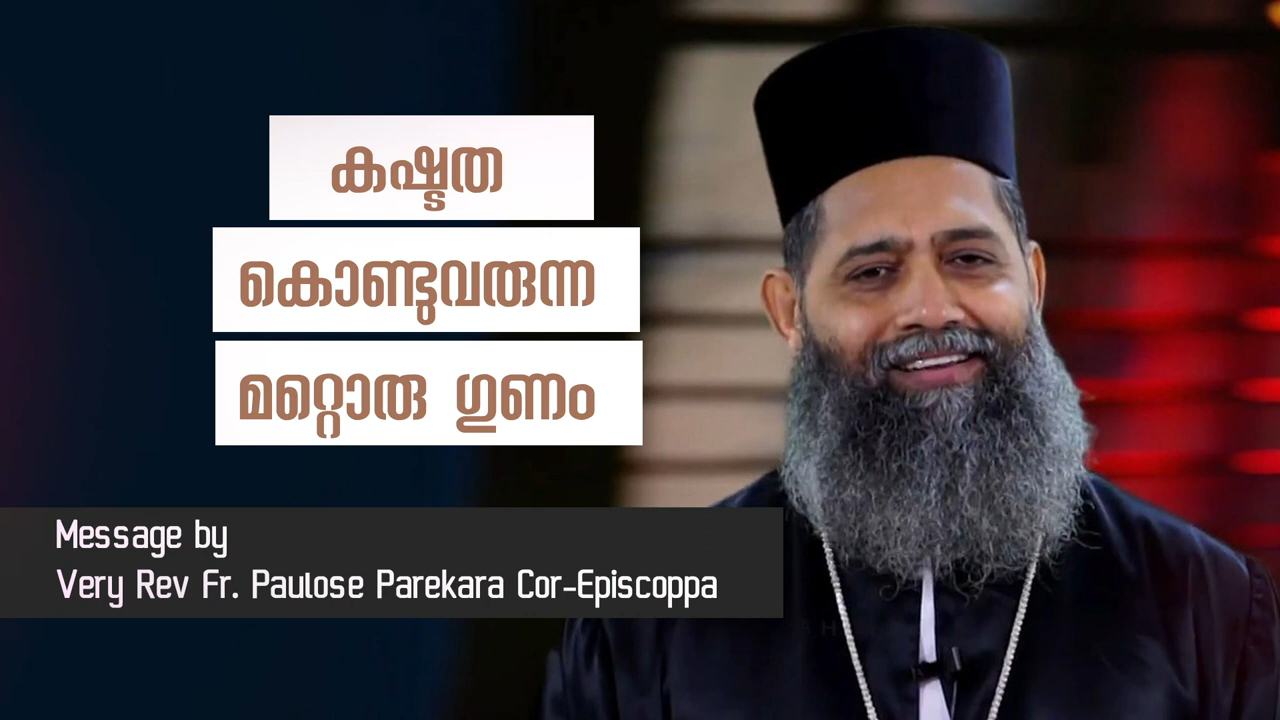 കഷ്ടത
കൊണ്ടുവരുന്ന
മറ്റൊരു ഗുണം
Message by
Very Rev Fr. Paulose Parekara Cor-Episcoppa